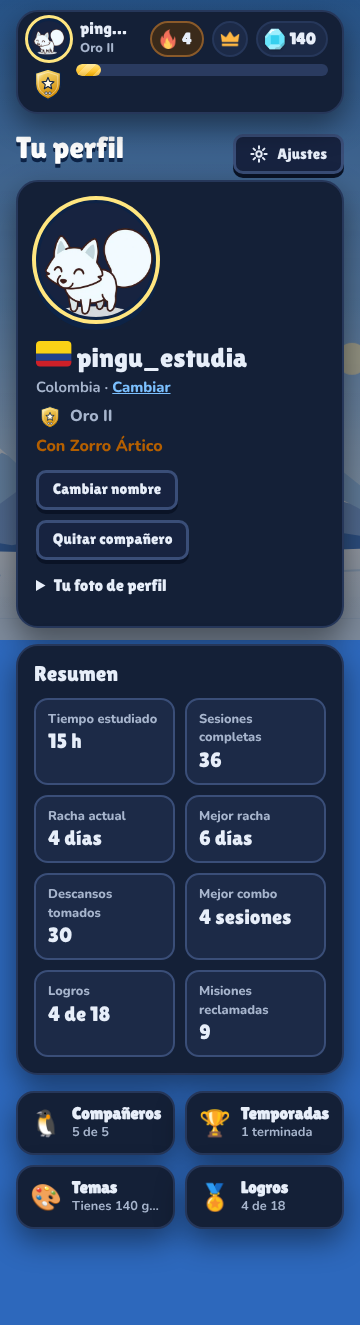 ping...
Oro II
4
140
Tu perfil
Ajustes
pingu_estudia
Colombia · Cambiar
Oro II
Con Zorro Ártico
Cambiar nombre
Quitar compañero
Tu foto de perfil
Resumen
Tiempo estudiado
15 h
Sesiones
completas
36
Racha actual
4 días
Mejor racha
6 días
Descansos
tomados
30
Mejor combo
4 sesiones
Logros
4 de 18
Misiones
reclamadas
9
Compañeros
5 de 5
Temporadas
1 terminada
Temas
Tienes 140 g...
Logros
4 de 18